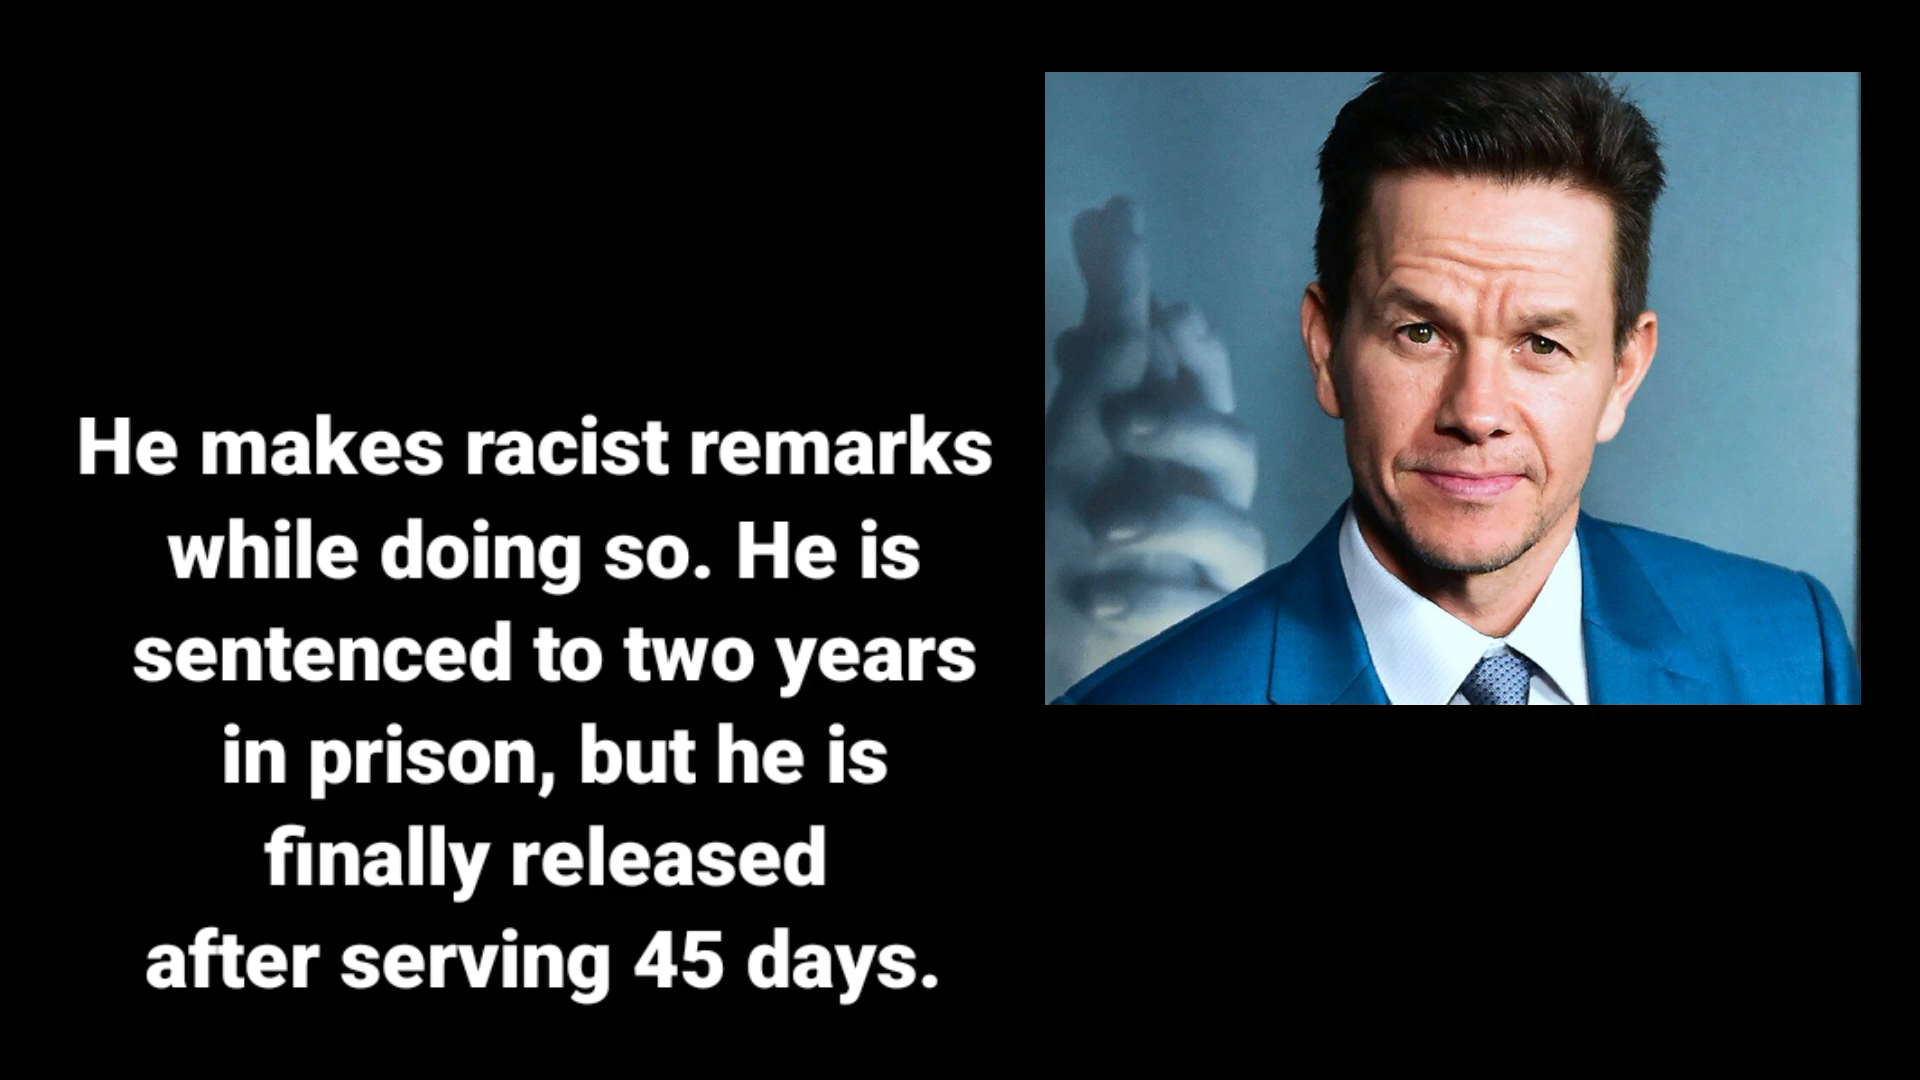 He makes racist remarks
while doing so. He is
sentenced to two years
in prison, but he is
finally released
after serving 45 days.